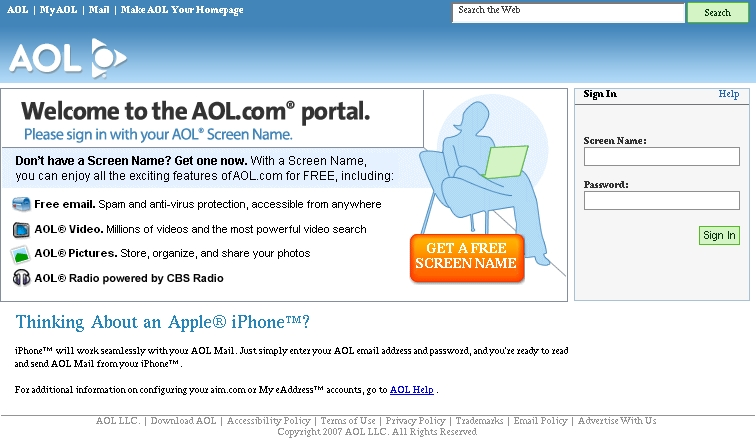 AOL | My AOL | Mail | Make AOL Your Homepage
Search the Web
Search
AOL
Welcome to the AOL.com® portal.
Please sign in with your AOL® Screen Name.
Don't have a Screen Name? Get one now. With a Screen Name,
you can enjoy all the exciting features of AOL.com for FREE, including:
Free email. Spam and anti-virus protection, accessible from anywhere
AOL® Video. Millions of videos and the most powerful video search
AOL® Pictures. Store, organize, and share your photos
AOL® Radio powered by CBS Radio
GET A FREE
SCREEN NAME
Sign In
Help
Screen Name:
Password:
Sign In
Thinking About an Apple® iPhone™?
iPhone™ will work seamlessly with your AOL Mail. Just simply enter your AOL email address and password, and you're ready to read
and send AOL Mail from your iPhone™.
For additional information on configuring your aim.com or My eAddress™ accounts, go to AOL Help .
AOL LLC. | Download AOL | Accessibility Policy | Terms of Use | Privacy Policy | Trademarks | Email Policy | Advertise With Us
Copyright 2007 AOL LLC. All Rights Reserved